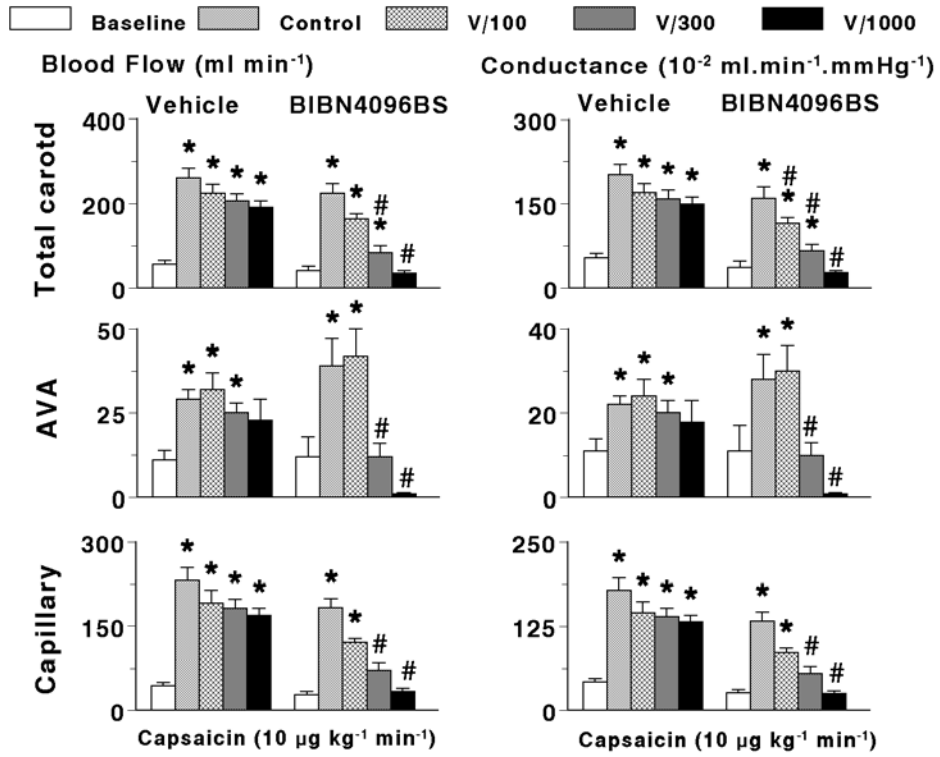 Baseline Control V/100 V/300 V/1000
Blood Flow (ml min⁻¹) Conductance (10⁻² ml.min⁻¹.mmHg⁻¹)
Vehicle BIBN4096BS Vehicle BIBN4096BS
Total carotd
400
200
0
* * * * * * # * #
300
150
0
* * * * * # * # * #
AVA
50
25
0
* * * * * # #
40
20
0
* * * * * # #
Capillary
300
150
0
* * * * * * # #
250
125
0
* * * * * * # #
Capsaicin (10 µg kg⁻¹ min⁻¹) Capsaicin (10 µg kg⁻¹ min⁻¹)